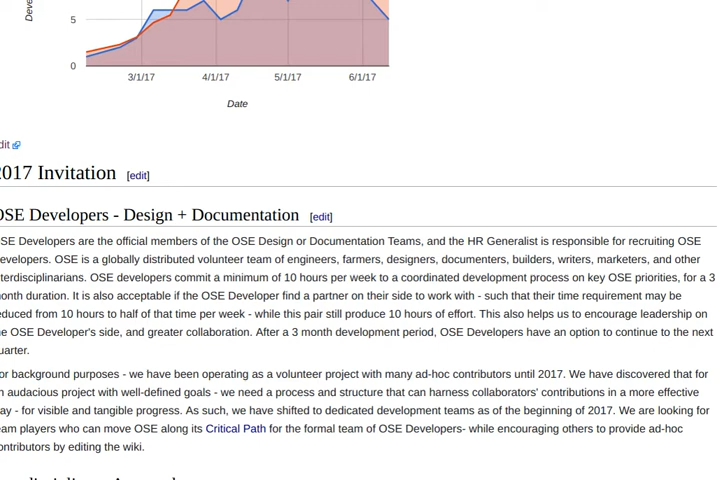 5
0
3/1/17 4/1/17 5/1/17 6/1/17
Date
dit
2017 Invitation [edit]
OSE Developers - Design + Documentation [edit]
SE Developers are the official members of the OSE Design or Documentation Teams, and the HR Generalist is responsible for recruiting OSE
evelopers. OSE is a globally distributed volunteer team of engineers, farmers, designers, documenters, builders, writers, marketers, and other
terdisciplinarians. OSE developers commit a minimum of 10 hours per week to a coordinated development process on key OSE priorities, for a 3
onth duration. It is also acceptable if the OSE Developer find a partner on their side to work with - such that their time requirement may be
educed from 10 hours to half of that time per week - while this pair still produce 10 hours of effort. This also helps us to encourage leadership on
e OSE Developer's side, and greater collaboration. After a 3 month development period, OSE Developers have an option to continue to the next
uarter.
or background purposes - we have been operating as a volunteer project with many ad-hoc contributors until 2017. We have discovered that for
n audacious project with well-defined goals - we need a process and structure that can harness collaborators' contributions in a more effective
ay - for visible and tangible progress. As such, we have shifted to dedicated development teams as of the beginning of 2017. We are looking for
eam players who can move OSE along its Critical Path for the formal team of OSE Developers- while encouraging others to provide ad-hoc
ontributors by editing the wiki.